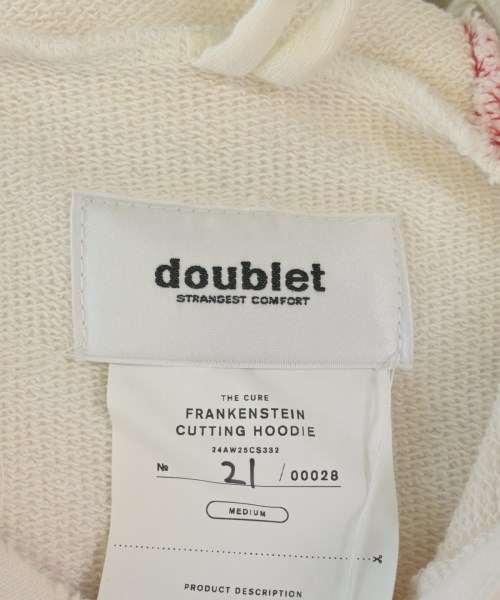 doublet
STRANGEST COMFORT
THE CURE
FRANKENSTEIN
CUTTING HOODIE
24AW25CS332
№ 21 / 00028
MEDIUM
PRODUCT DESCRIPTION